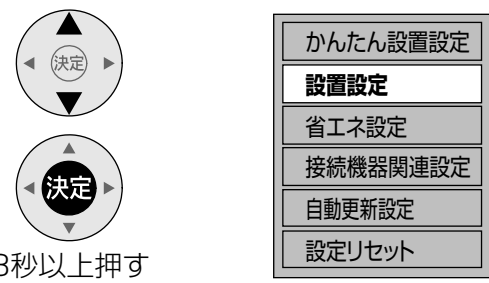 決定
決定
3秒以上押す
かんたん設置設定
設置設定
省エネ設定
接続機器関連設定
自動更新設定
設定リセット